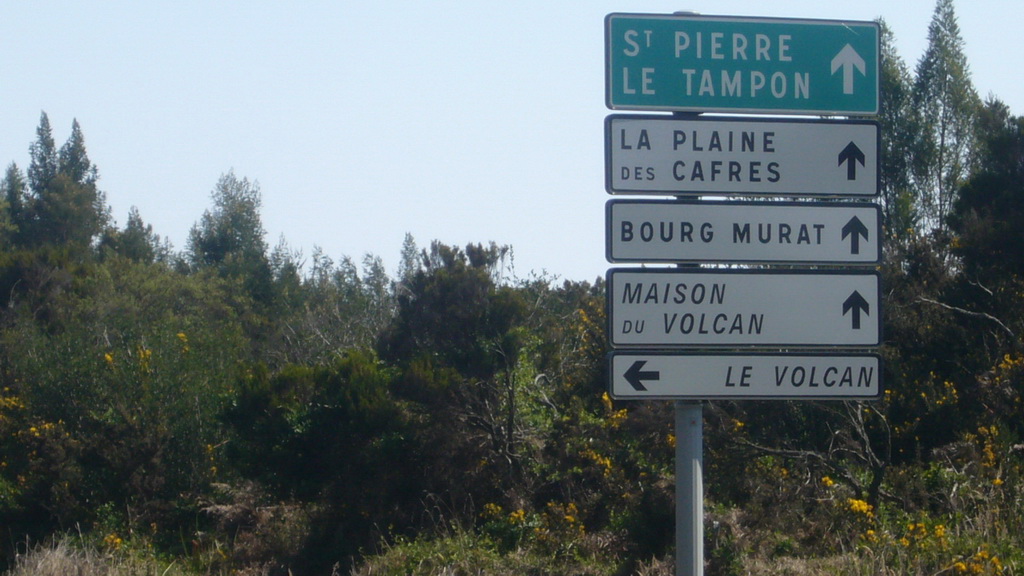 ST PIERRE
LE TAMPON
LA PLAINE
DES CAFRES
BOURG MURAT
MAISON
DU VOLCAN
LE VOLCAN